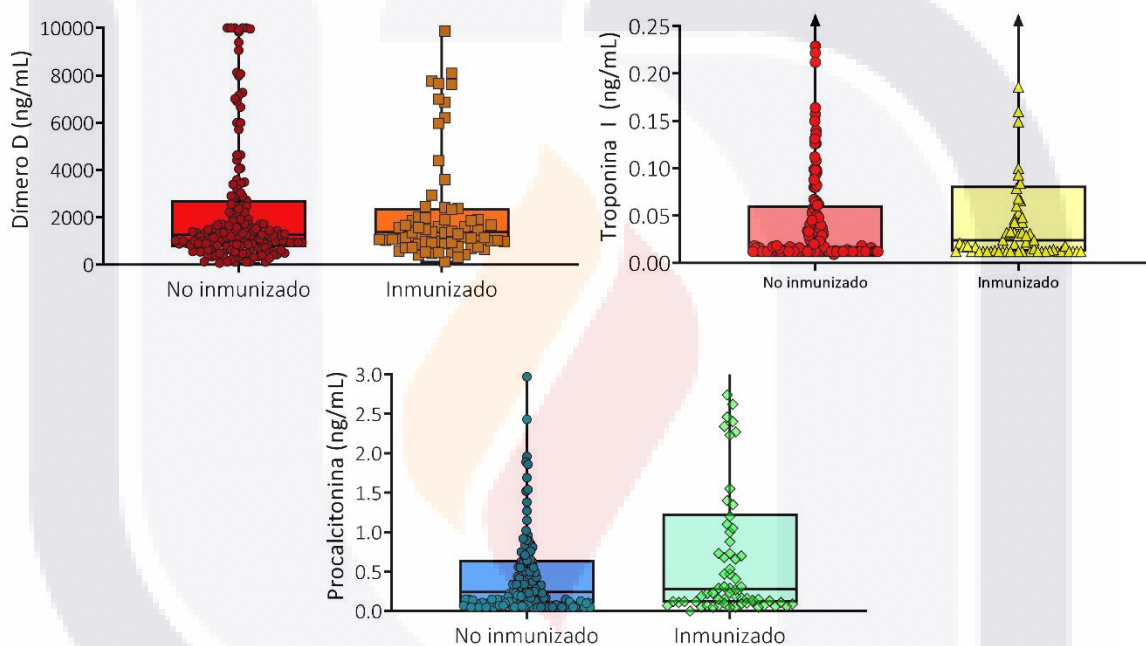 Dímero D (ng/mL)
10000
8000
6000
4000
2000
0
No inmunizado
Inmunizado
Troponina I (ng/mL)
0.25
0.20
0.15
0.10
0.05
0.00
No inmunizado
Inmunizado
Procalcitonina (ng/mL)
3.0
2.5
2.0
1.5
1.0
0.5
0.0
No inmunizado
Inmunizado